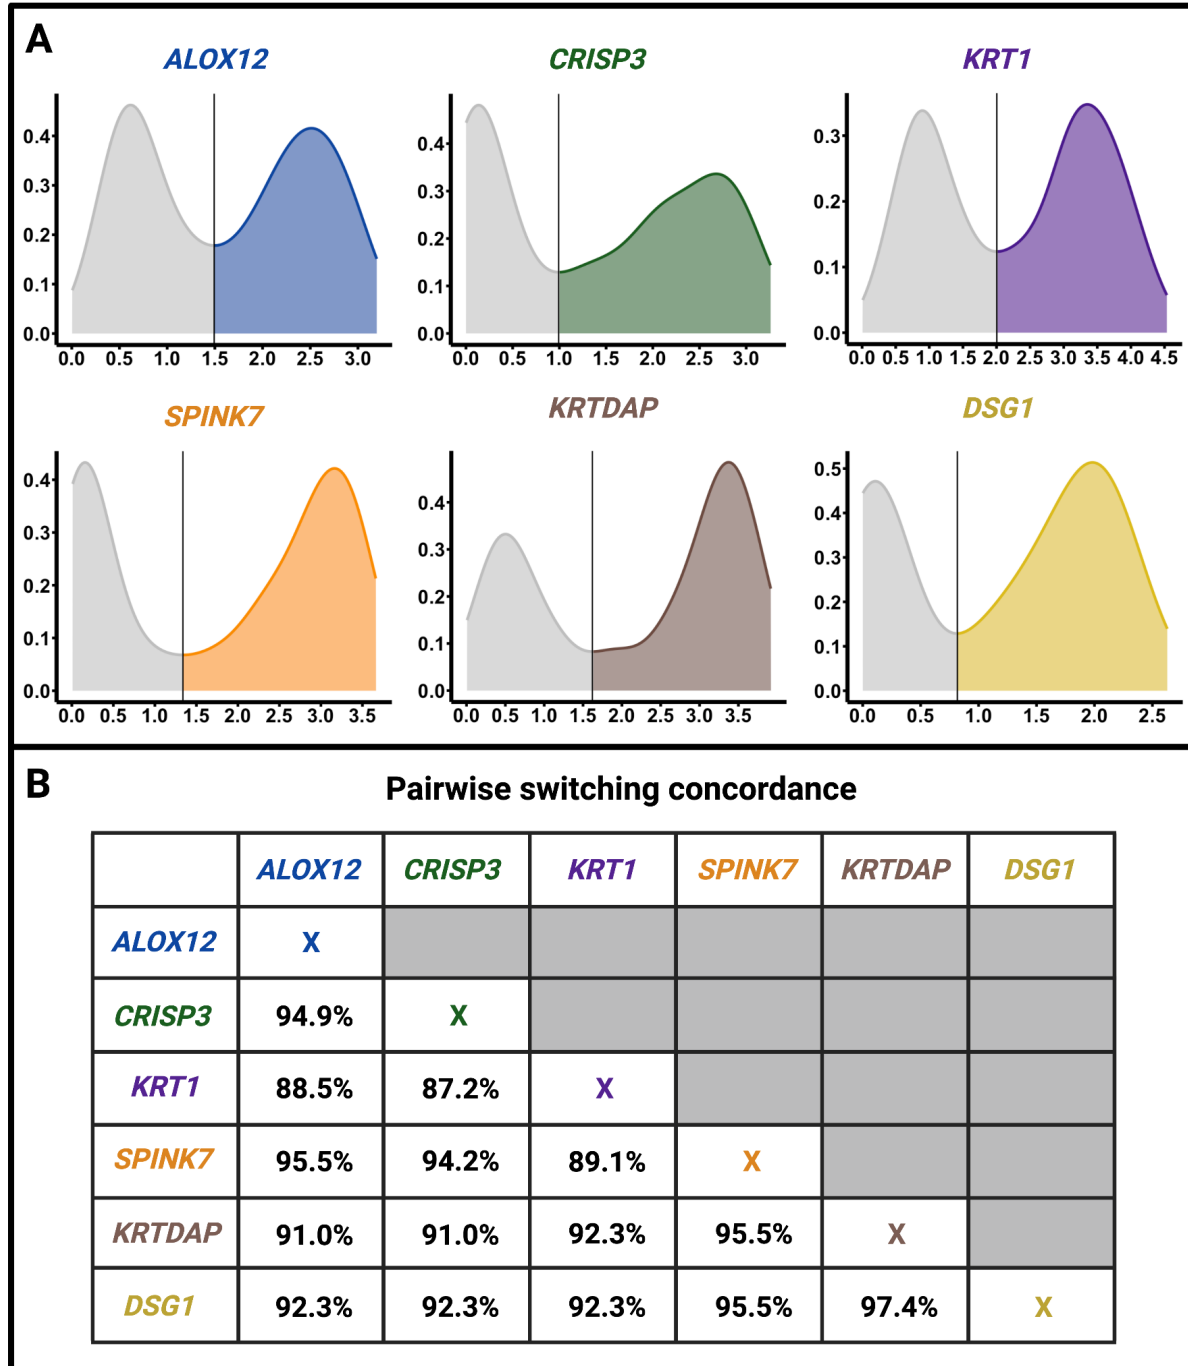 A
ALOX12 CRISP3 KRT1
0.4 0.3 0.2 0.1 0.0
0.0 0.5 1.0 1.5 2.0 2.5 3.0
0.4 0.3 0.2 0.1 0.0
0.0 0.5 1.0 1.5 2.0 2.5 3.0
0.3 0.2 0.1 0.0
0.0 0.5 1.0 1.5 2.0 2.5 3.0 3.5 4.0 4.5
SPINK7 KRTDAP DSG1
0.4 0.3 0.2 0.1 0.0
0.0 0.5 1.0 1.5 2.0 2.5 3.0 3.5
0.4 0.3 0.2 0.1 0.0
0.0 0.5 1.0 1.5 2.0 2.5 3.0 3.5
0.5 0.4 0.3 0.2 0.1 0.0
0.0 0.5 1.0 1.5 2.0 2.5
B
Pairwise switching concordance
ALOX12 CRISP3 KRT1 SPINK7 KRTDAP DSG1
ALOX12 X
CRISP3 94.9% X
KRT1 88.5% 87.2% X
SPINK7 95.5% 94.2% 89.1% X
KRTDAP 91.0% 91.0% 92.3% 95.5% X
DSG1 92.3% 92.3% 92.3% 95.5% 97.4% X